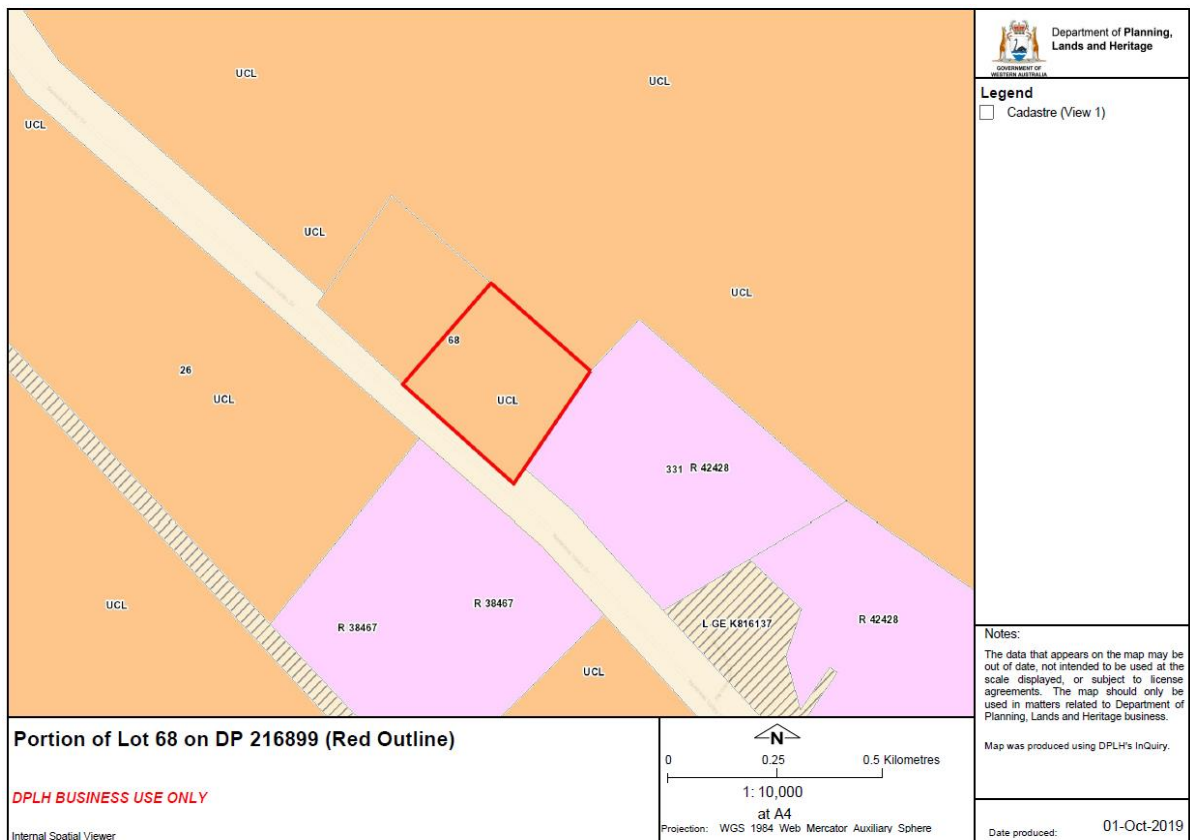 UCL
UCL
UCL
UCL
UCL
68
26
UCL
UCL
331 R 42428
UCL
R 38467
R 38467
L GE K816137
R 42428
UCL
Department of Planning,
Lands and Heritage
GOVERNMENT OF
WESTERN AUSTRALIA
Legend
Cadastre (View 1)
Notes:
The data that appears on the map may be
out of date, not intended to be used at the
scale displayed, or subject to license
agreements. The map should only be
used in matters related to Department of
Planning, Lands and Heritage business.
Map was produced using DPLH's InQuiry.
Portion of Lot 68 on DP 216899 (Red Outline)
DPLH BUSINESS USE ONLY
Internal Spatial Viewer
N
0 0.25 0.5 Kilometres
1: 10,000
at A4
Projection: WGS 1984 Web Mercator Auxiliary Sphere
Date produced: 01-Oct-2019